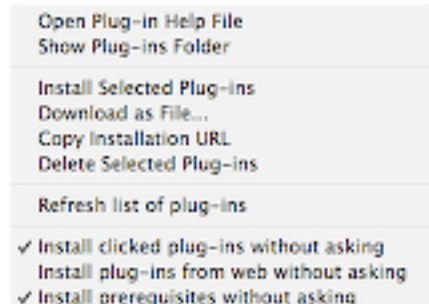 Open Plug-in Help File
Show Plug-ins Folder
Install Selected Plug-ins
Download as File...
Copy Installation URL
Delete Selected Plug-ins
Refresh list of plug-ins
✓ Install clicked plug-ins without asking
Install plug-ins from web without asking
✓ Install prerequisites without asking